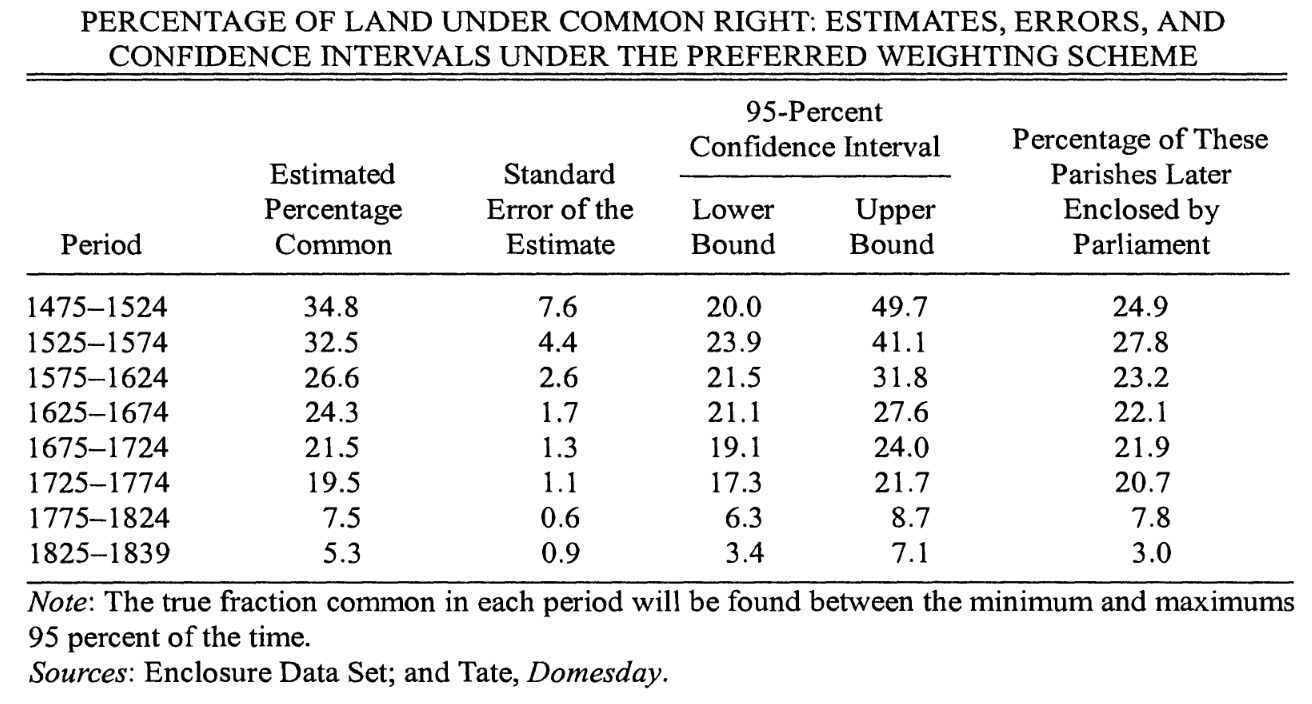 PERCENTAGE OF LAND UNDER COMMON RIGHT: ESTIMATES, ERRORS, AND
CONFIDENCE INTERVALS UNDER THE PREFERRED WEIGHTING SCHEME
95-Percent
Confidence Interval
Percentage of These
Parishes Later
Enclosed by
Parliament
Estimated
Percentage
Common
Standard
Error of the
Estimate
Lower
Bound
Upper
Bound
Period
1475–1524 34.8 7.6 20.0 49.7 24.9
1525–1574 32.5 4.4 23.9 41.1 27.8
1575–1624 26.6 2.6 21.5 31.8 23.2
1625–1674 24.3 1.7 21.1 27.6 22.1
1675–1724 21.5 1.3 19.1 24.0 21.9
1725–1774 19.5 1.1 17.3 21.7 20.7
1775–1824 7.5 0.6 6.3 8.7 7.8
1825–1839 5.3 0.9 3.4 7.1 3.0
Note: The true fraction common in each period will be found between the minimum and maximums
95 percent of the time.
Sources: Enclosure Data Set; and Tate, Domesday.